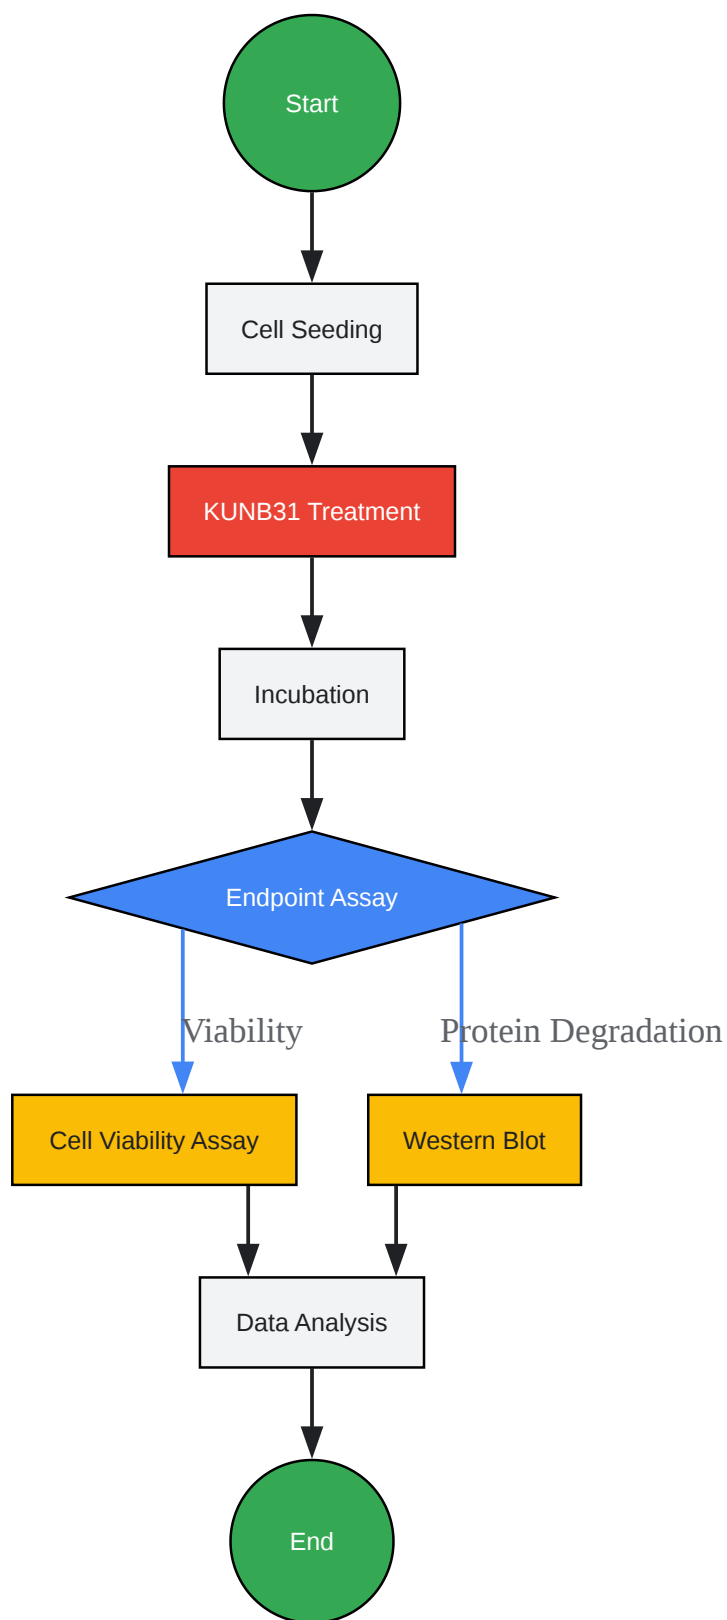 Start
Cell Seeding
KUNB31 Treatment
Incubation
Endpoint Assay
Viability
Protein Degradation
Cell Viability Assay
Western Blot
Data Analysis
End